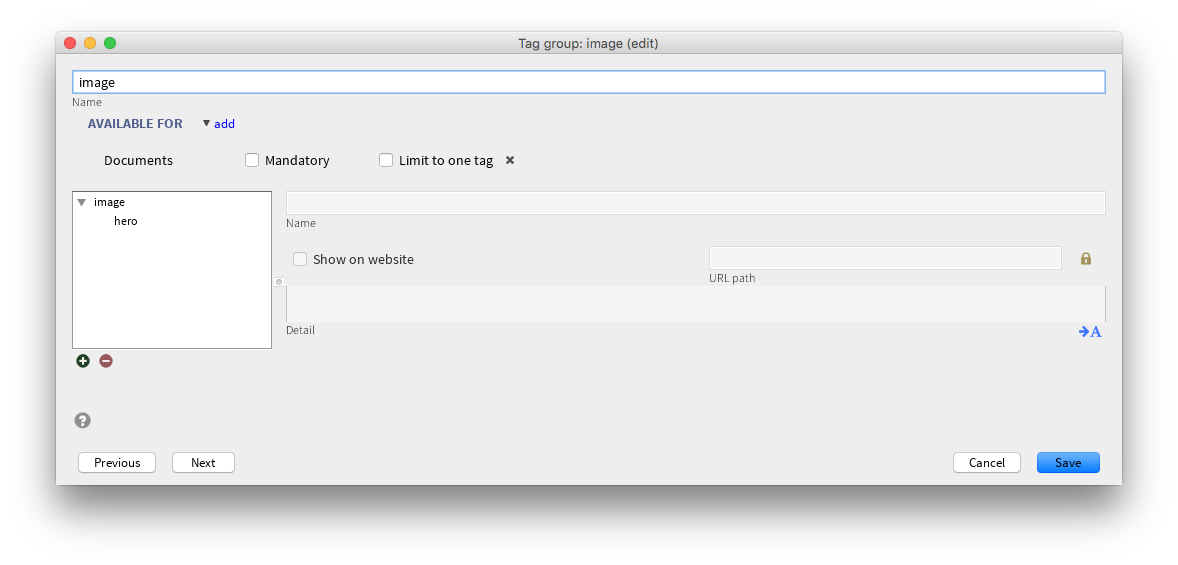 Tag group: image (edit)
image
Name
AVAILABLE FOR ▼ add
Documents Mandatory Limit to one tag ✖
image
hero
Name
Show on website
URL path
Detail
A
?
Previous Next Cancel Save